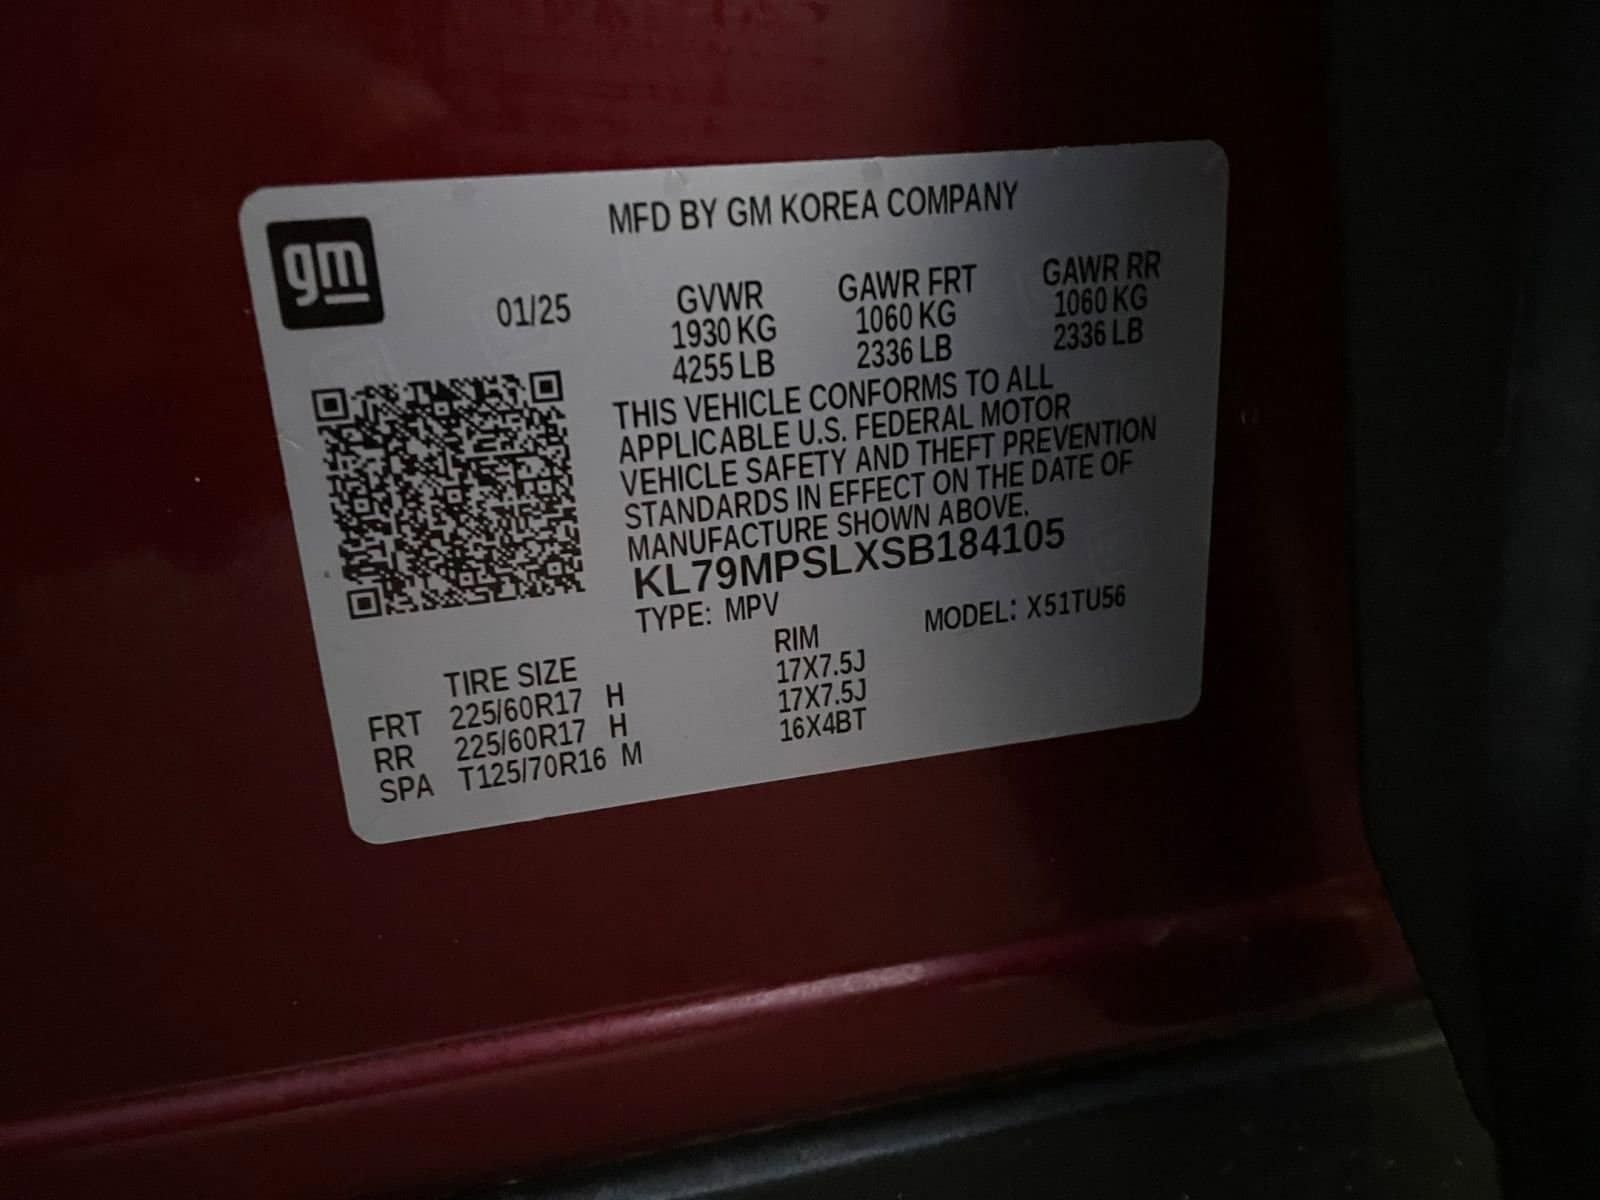 gm
MFD BY GM KOREA COMPANY
01/25
GVWR GAWR FRT GAWR RR
1930 KG 1060 KG 1060 KG
4255 LB 2336 LB 2336 LB
THIS VEHICLE CONFORMS TO ALL
APPLICABLE U.S. FEDERAL MOTOR
VEHICLE SAFETY AND THEFT PREVENTION
STANDARDS IN EFFECT ON THE DATE OF
MANUFACTURE SHOWN ABOVE.
KL79MPSLXSB184105
TYPE: MPV MODEL: X51TU56
TIRE SIZE RIM
FRT 225/60R17 H 17X7.5J
RR 225/60R17 H 17X7.5J
SPA T125/70R16 M 16X4BT